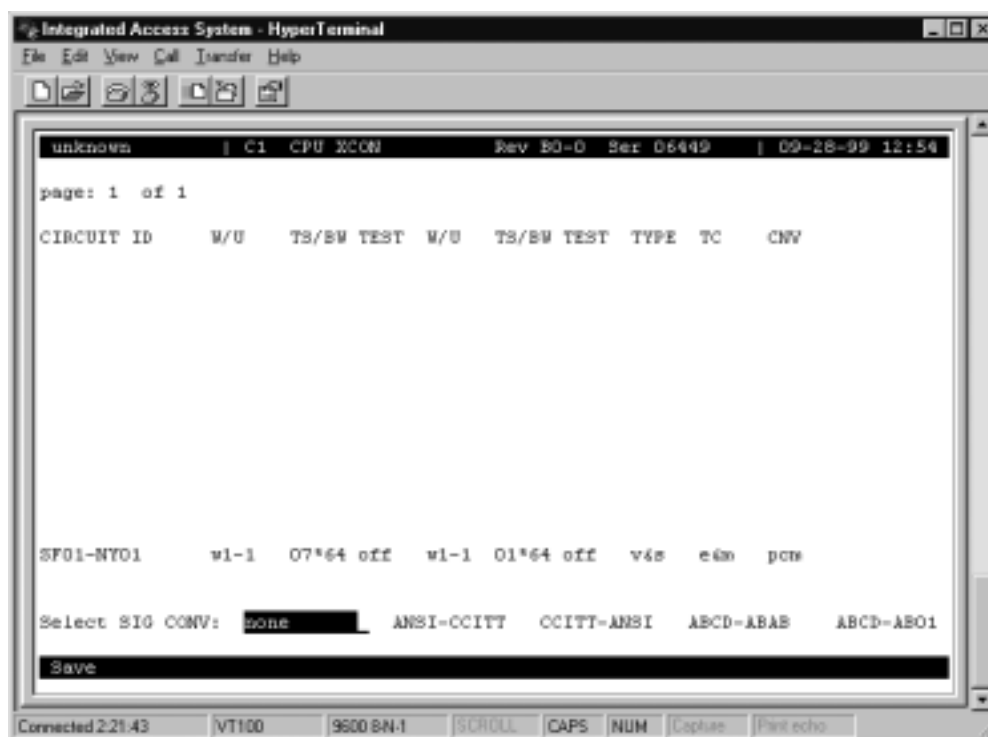 Integrated Access System - HyperTerminal
File Edit View Call Transfer Help
unknown | C1 CPU XCON Rev B0-0 Ser 06449 | 09-28-99 12:54
page: 1 of 1
CIRCUIT ID W/U TS/BW TEST W/U TS/BW TEST TYPE TC CNV
SF01-NY01 w1-1 07*64 off w1-1 01*64 off v&s e&m pcm
Select SIG CONV: none ANSI-CCITT CCITT-ANSI ABCD-ABAB ABCD-AB01
Save
Connected 2:21:43 VT100 9600 8-N-1 SCROLL CAPS NUM Capture Print echo